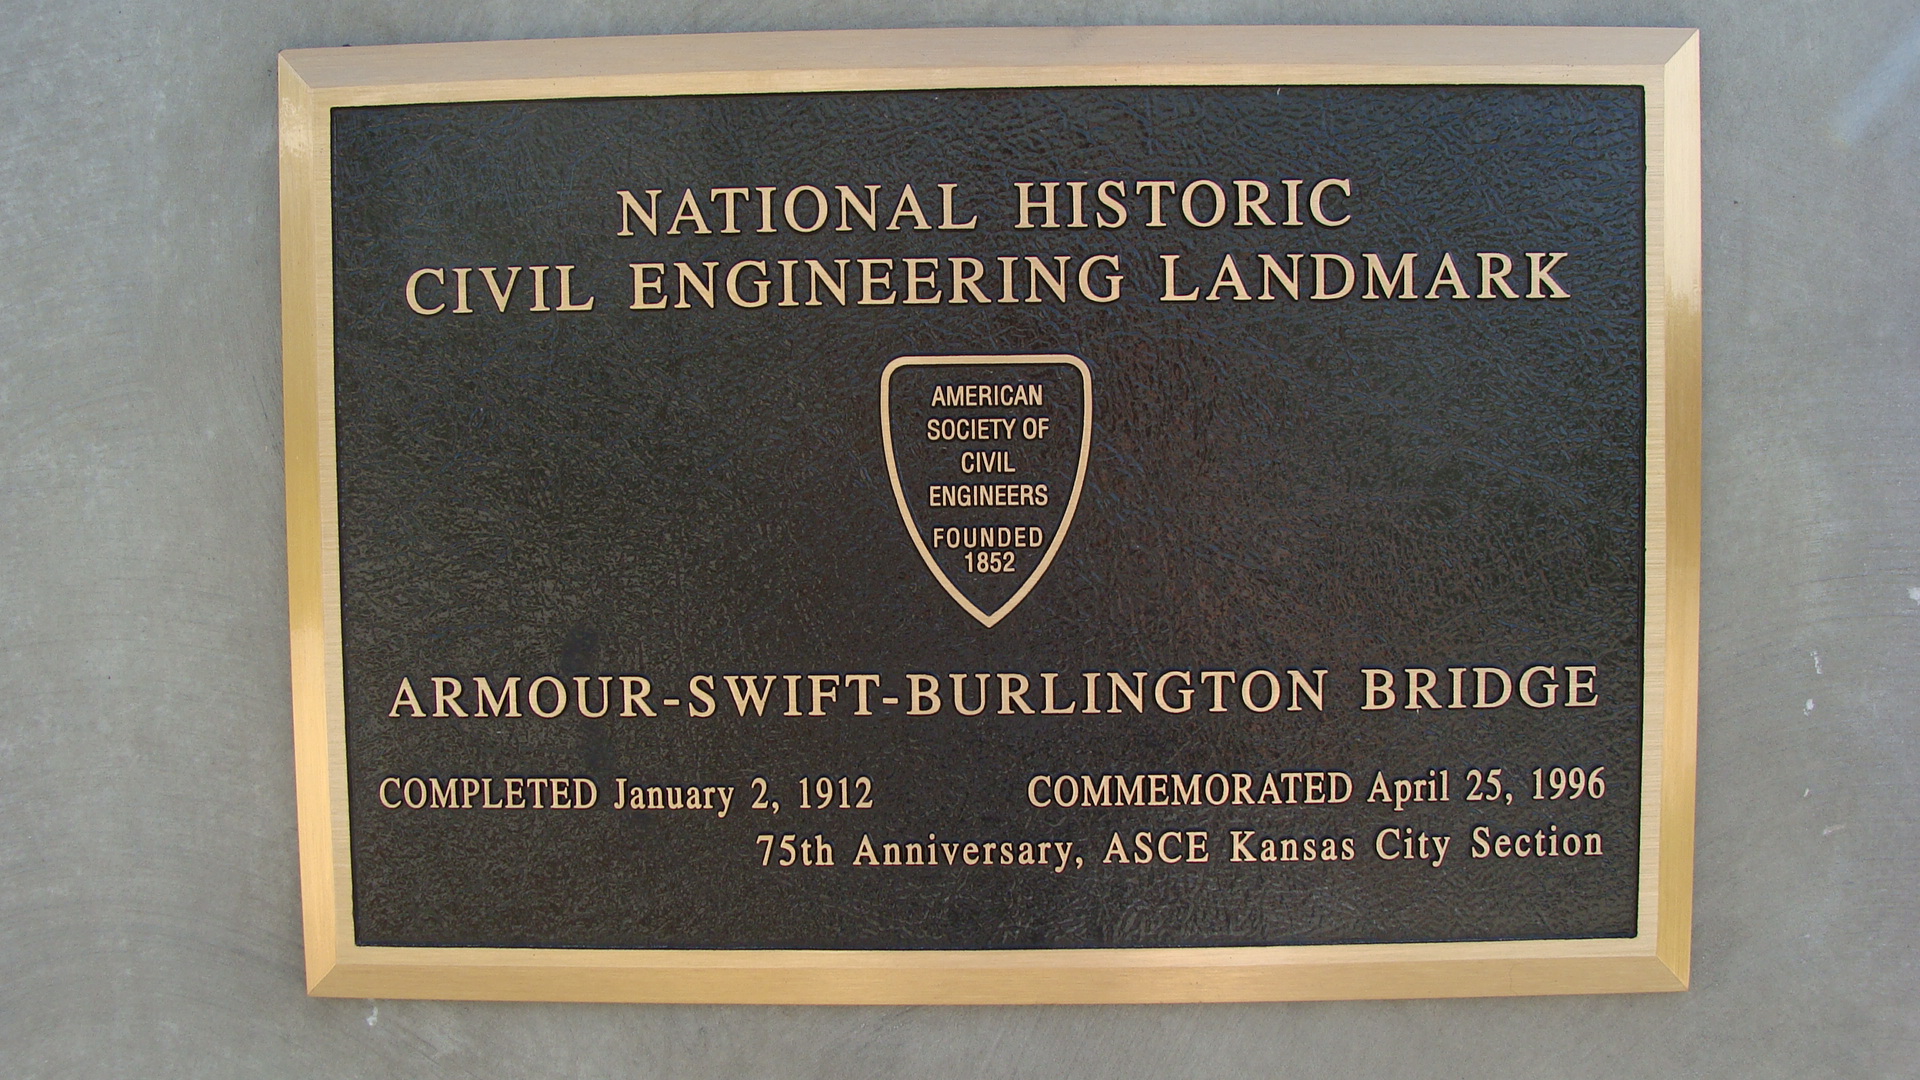 NATIONAL HISTORIC
CIVIL ENGINEERING LANDMARK
AMERICAN
SOCIETY OF
CIVIL
ENGINEERS
FOUNDED
1852
ARMOUR-SWIFT-BURLINGTON BRIDGE
COMPLETED January 2, 1912 COMMEMORATED April 25, 1996
75th Anniversary, ASCE Kansas City Section